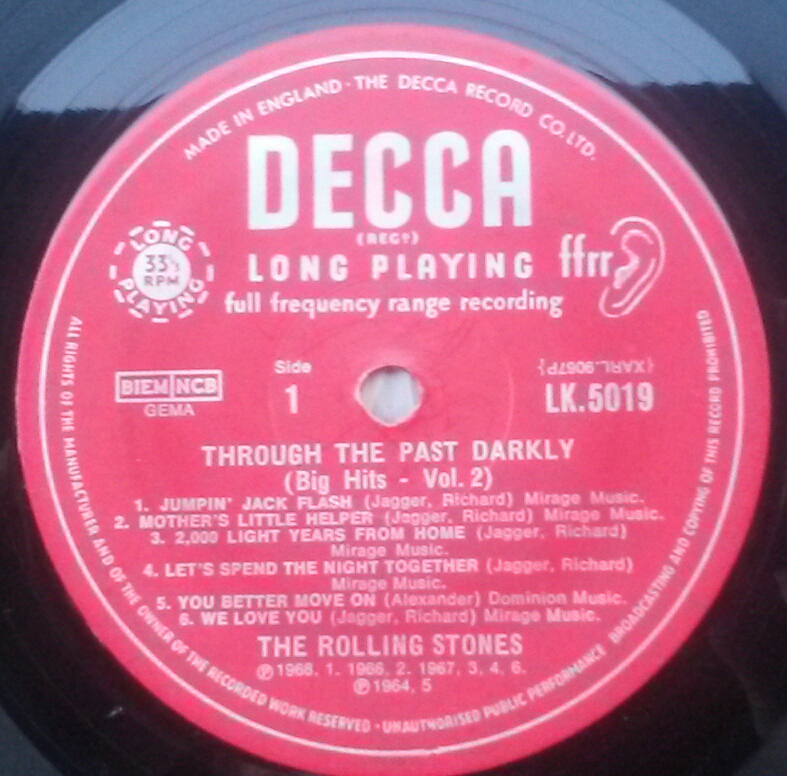 MADE IN ENGLAND · THE DECCA RECORD CO. LTD.
DECCA
(REGT)
LONG PLAYING
33⅓
RPM
LONG PLAYING ffrr
full frequency range recording
BIEM NCB
GEMA
Side
1
{XARL.9067P}
LK.5019
THROUGH THE PAST DARKLY
(Big Hits - Vol. 2)
1. JUMPIN' JACK FLASH (Jagger, Richard) Mirage Music.
2. MOTHER'S LITTLE HELPER (Jagger, Richard) Mirage Music.
3. 2,000 LIGHT YEARS FROM HOME (Jagger, Richard)
Mirage Music.
4. LET'S SPEND THE NIGHT TOGETHER (Jagger, Richard)
Mirage Music.
5. YOU BETTER MOVE ON (Alexander) Dominion Music.
6. WE LOVE YOU (Jagger, Richard) Mirage Music.
THE ROLLING STONES
℗1968, 1. 1966, 2. 1967, 3, 4, 6.
℗1964, 5
ALL RIGHTS OF THE MANUFACTURER AND OF THE OWNER OF THE RECORDED WORK RESERVED · UNAUTHORISED PUBLIC PERFORMANCE BROADCASTING AND COPYING OF THIS RECORD PROHIBITED